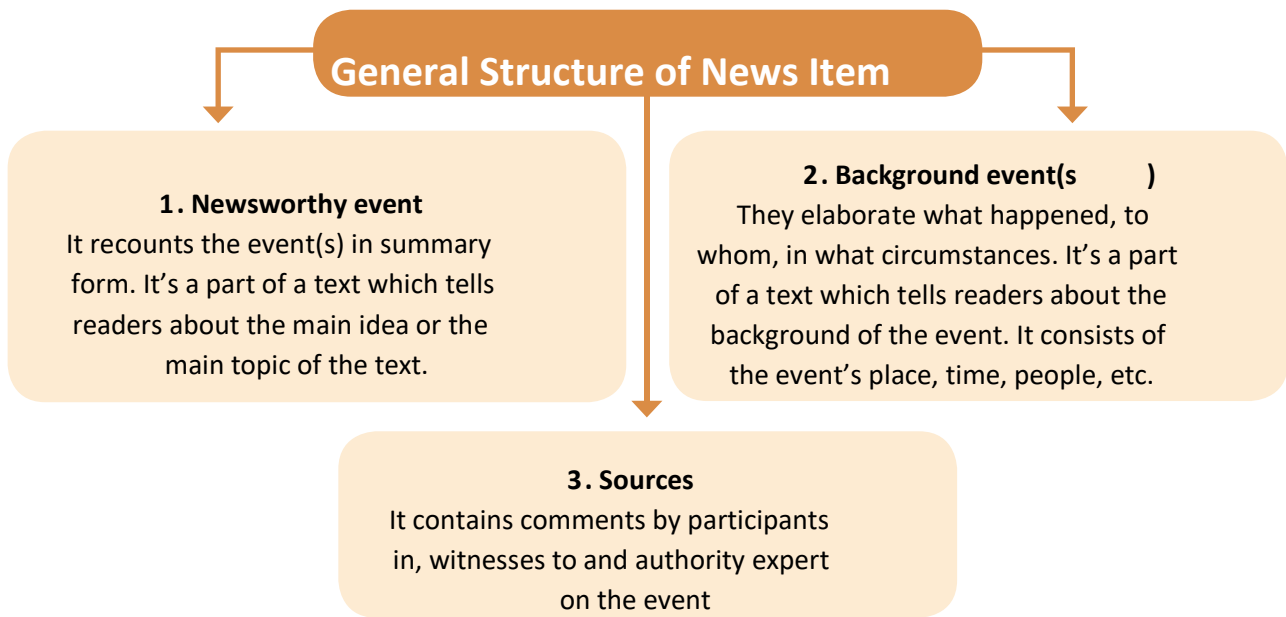 General Structure of News Item
1. Newsworthy event
It recounts the event(s) in summary
form. It’s a part of a text which tells
readers about the main idea or the
main topic of the text.
2. Background event(s )
They elaborate what happened, to
whom, in what circumstances. It’s a part
of a text which tells readers about the
background of the event. It consists of
the event’s place, time, people, etc.
3. Sources
It contains comments by participants
in, witnesses to and authority expert
on the event